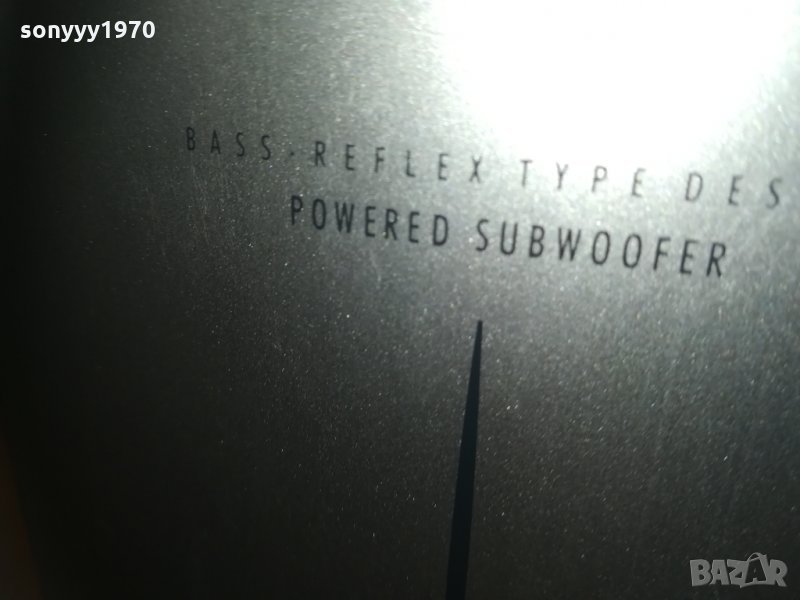 sonyyy1970
BASS-REFLEX TYPE DES
POWERED SUBWOOFER
BAZAR